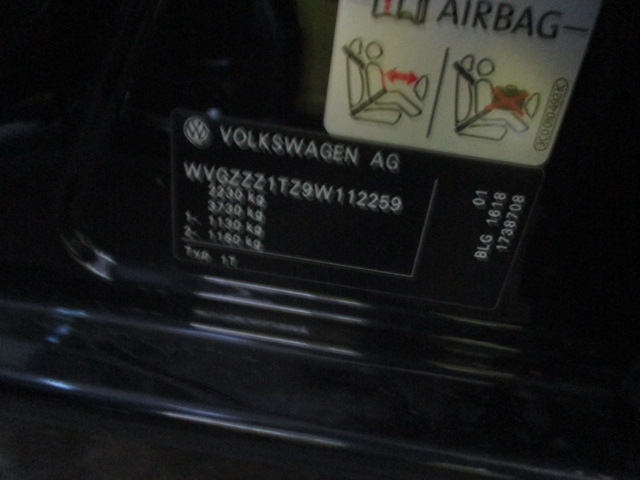 AIRBAG
VOLKSWAGEN AG
WVGZZZ1TZ9W112259
2230 kg
3730 kg
1- 1130 kg
2- 1160 kg
Typ 1T
01
BLG 1618
1738708